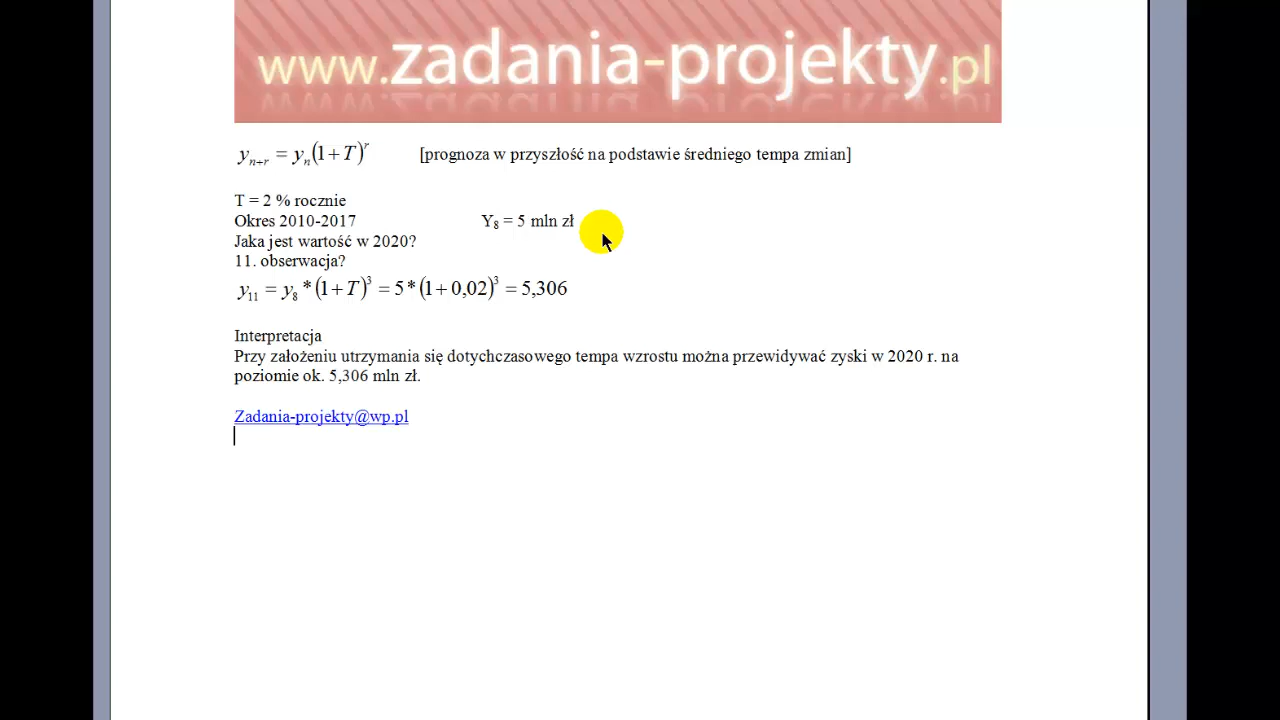 www.zadania-projekty.pl
yₙ₊ᵣ = yₙ(1+T)ʳ [prognoza w przyszłość na podstawie średniego tempa zmian]
T = 2 % rocznie
Okres 2010-2017 Y₈ = 5 mln zł
Jaka jest wartość w 2020?
11. obserwacja?
y₁₁ = y₈ * (1+T)³ = 5 * (1+0,02)³ = 5,306
Interpretacja
Przy założeniu utrzymania się dotychczasowego tempa wzrostu można przewidywać zyski w 2020 r. na
poziomie ok. 5,306 mln zł.
Zadania-projekty@wp.pl